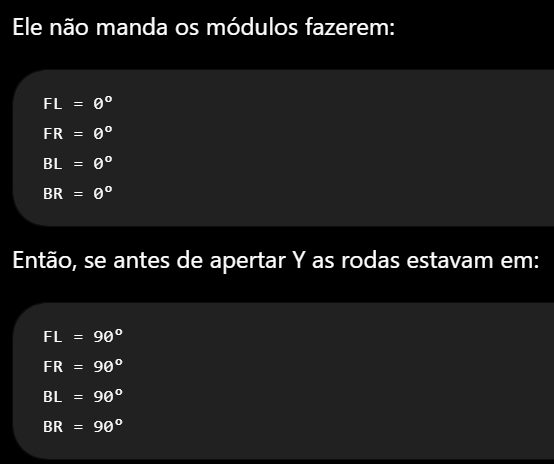 Ele não manda os módulos fazerem:
FL = 0°
FR = 0°
BL = 0°
BR = 0°
Então, se antes de apertar Y as rodas estavam em:
FL = 90°
FR = 90°
BL = 90°
BR = 90°